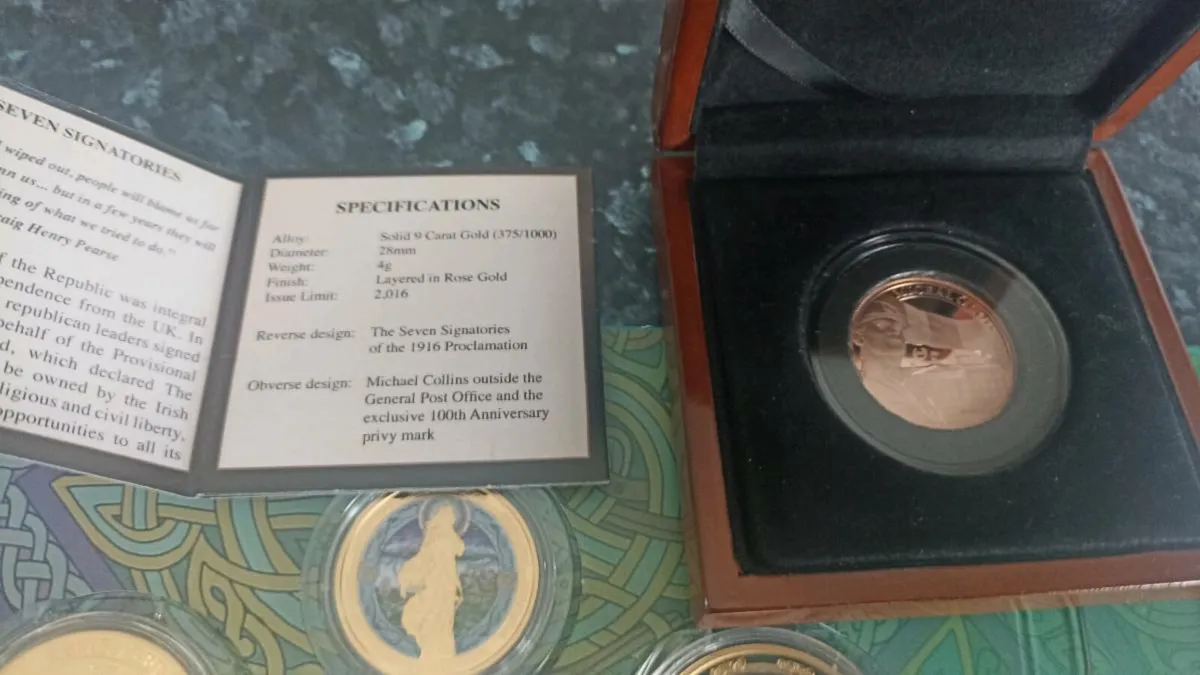 SEVEN SIGNATORIES
wiped out, people will blame us for
us... but in a few years they will
of what we tried to do."
Henry Pearse
of the Republic was integral
from the UK. In
republican leaders signed
behalf of the Provisional
which declared The
be owned by the Irish
and civil liberty,
opportunities to all its
SPECIFICATIONS
Alloy: Solid 9 Carat Gold (375/1000)
Diameter: 28mm
Weight: 4g
Finish: Layered in Rose Gold
Issue Limit: 2,016
Reverse design: The Seven Signatories
of the 1916 Proclamation
Obverse design: Michael Collins outside the
General Post Office and the
exclusive 100th Anniversary
privy mark